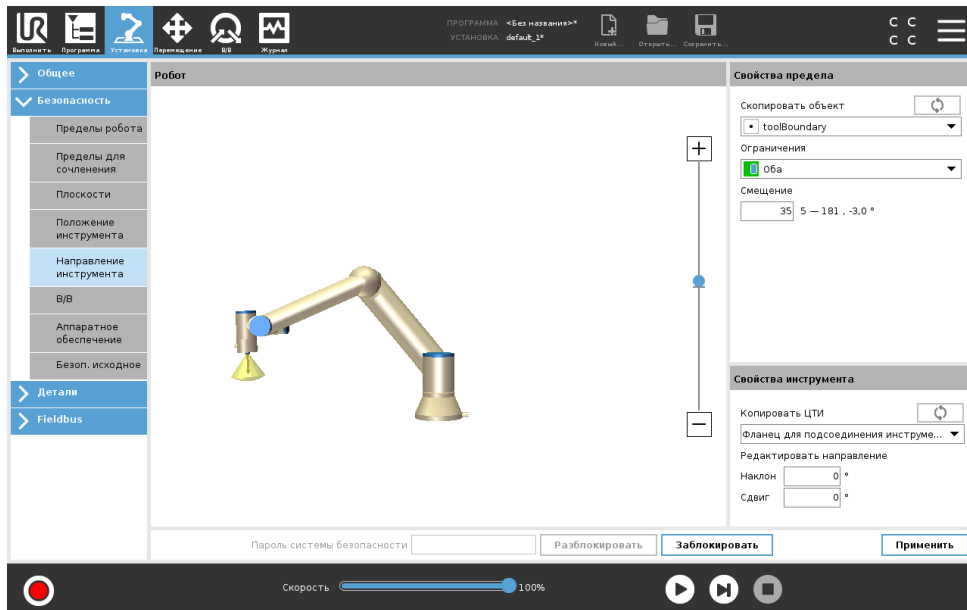 ПРОГРАММА <Без названия>*
УСТАНОВКА default_1*
Выполнить Программа Установка Перемещение В/В Журнал
Новый... Открыть... Сохранить...
C C
C C
Общее
Безопасность
Пределы робота
Пределы для
сочленения
Плоскости
Положение
инструмента
Направление
инструмента
В/В
Аппаратное
обеспечение
Безоп. исходное
Детали
Fieldbus
Робот
Свойства предела
Скопировать объект
toolBoundary
Ограничения
Оба
Смещение
35 5 — 181 , -3,0 °
Свойства инструмента
Копировать ЦТИ
Фланец для подсоединения инструме...
Редактировать направление
Наклон 0 °
Сдвиг 0 °
Пароль системы безопасности Разблокировать Заблокировать Применить
Скорость 100%